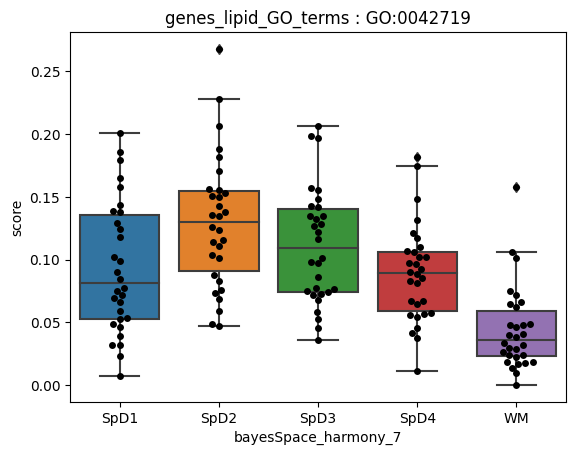 genes_lipid_GO_terms : GO:0042719
score
0.25
0.20
0.15
0.10
0.05
0.00
SpD1 SpD2 SpD3 SpD4 WM
bayesSpace_harmony_7